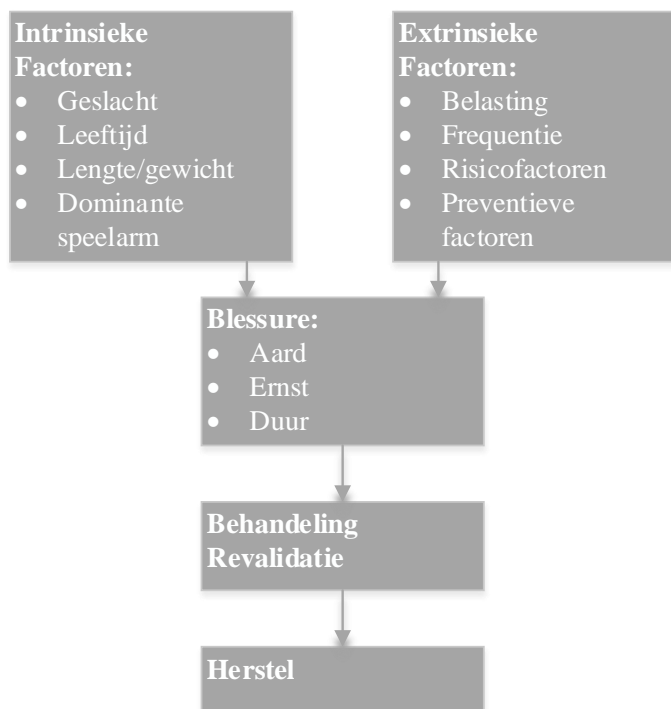 Intrinsieke
Factoren:
• Geslacht
• Leeftijd
• Lengte/gewicht
• Dominante
speelarm
Extrinsieke
Factoren:
• Belasting
• Frequentie
• Risicofactoren
• Preventieve
factoren
Blessure:
• Aard
• Ernst
• Duur
Behandeling
Revalidatie
Herstel